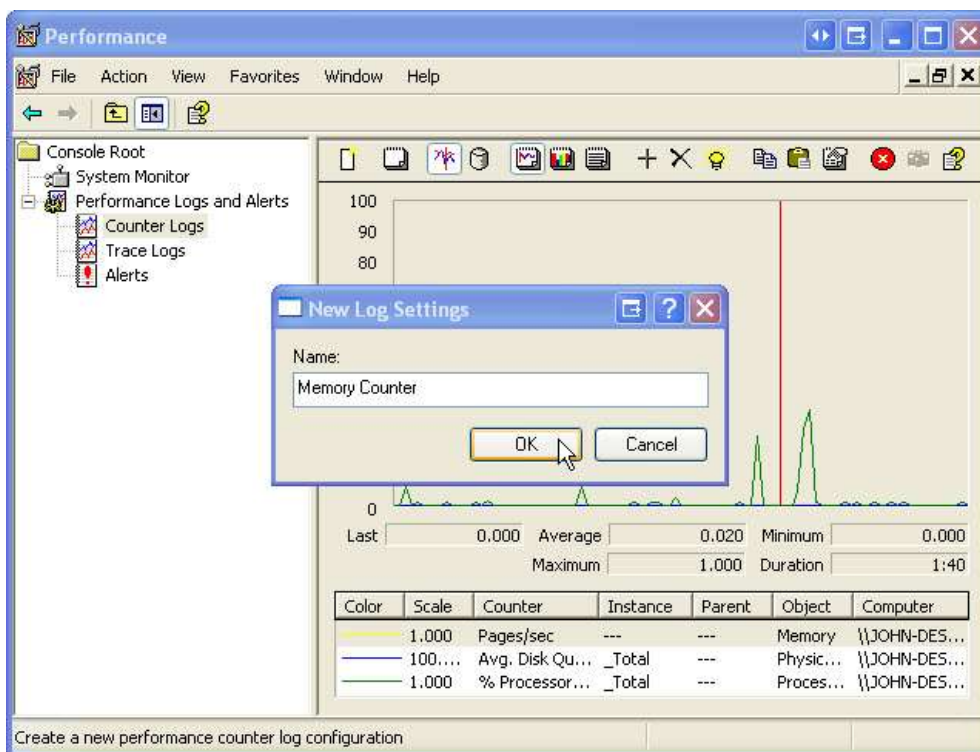 Performance
File Action View Favorites Window Help
Console Root
System Monitor
Performance Logs and Alerts
Counter Logs
Trace Logs
Alerts
100
90
80
New Log Settings
Name:
Memory Counter
OK Cancel
0
Last 0.000 Average 0.020 Minimum 0.000
Maximum 1.000 Duration 1:40
Color Scale Counter Instance Parent Object Computer
1.000 Pages/sec --- --- Memory \\JOHN-DES...
100.... Avg. Disk Qu... _Total --- Physic... \\JOHN-DES...
1.000 % Processor... _Total --- Proces... \\JOHN-DES...
Create a new performance counter log configuration